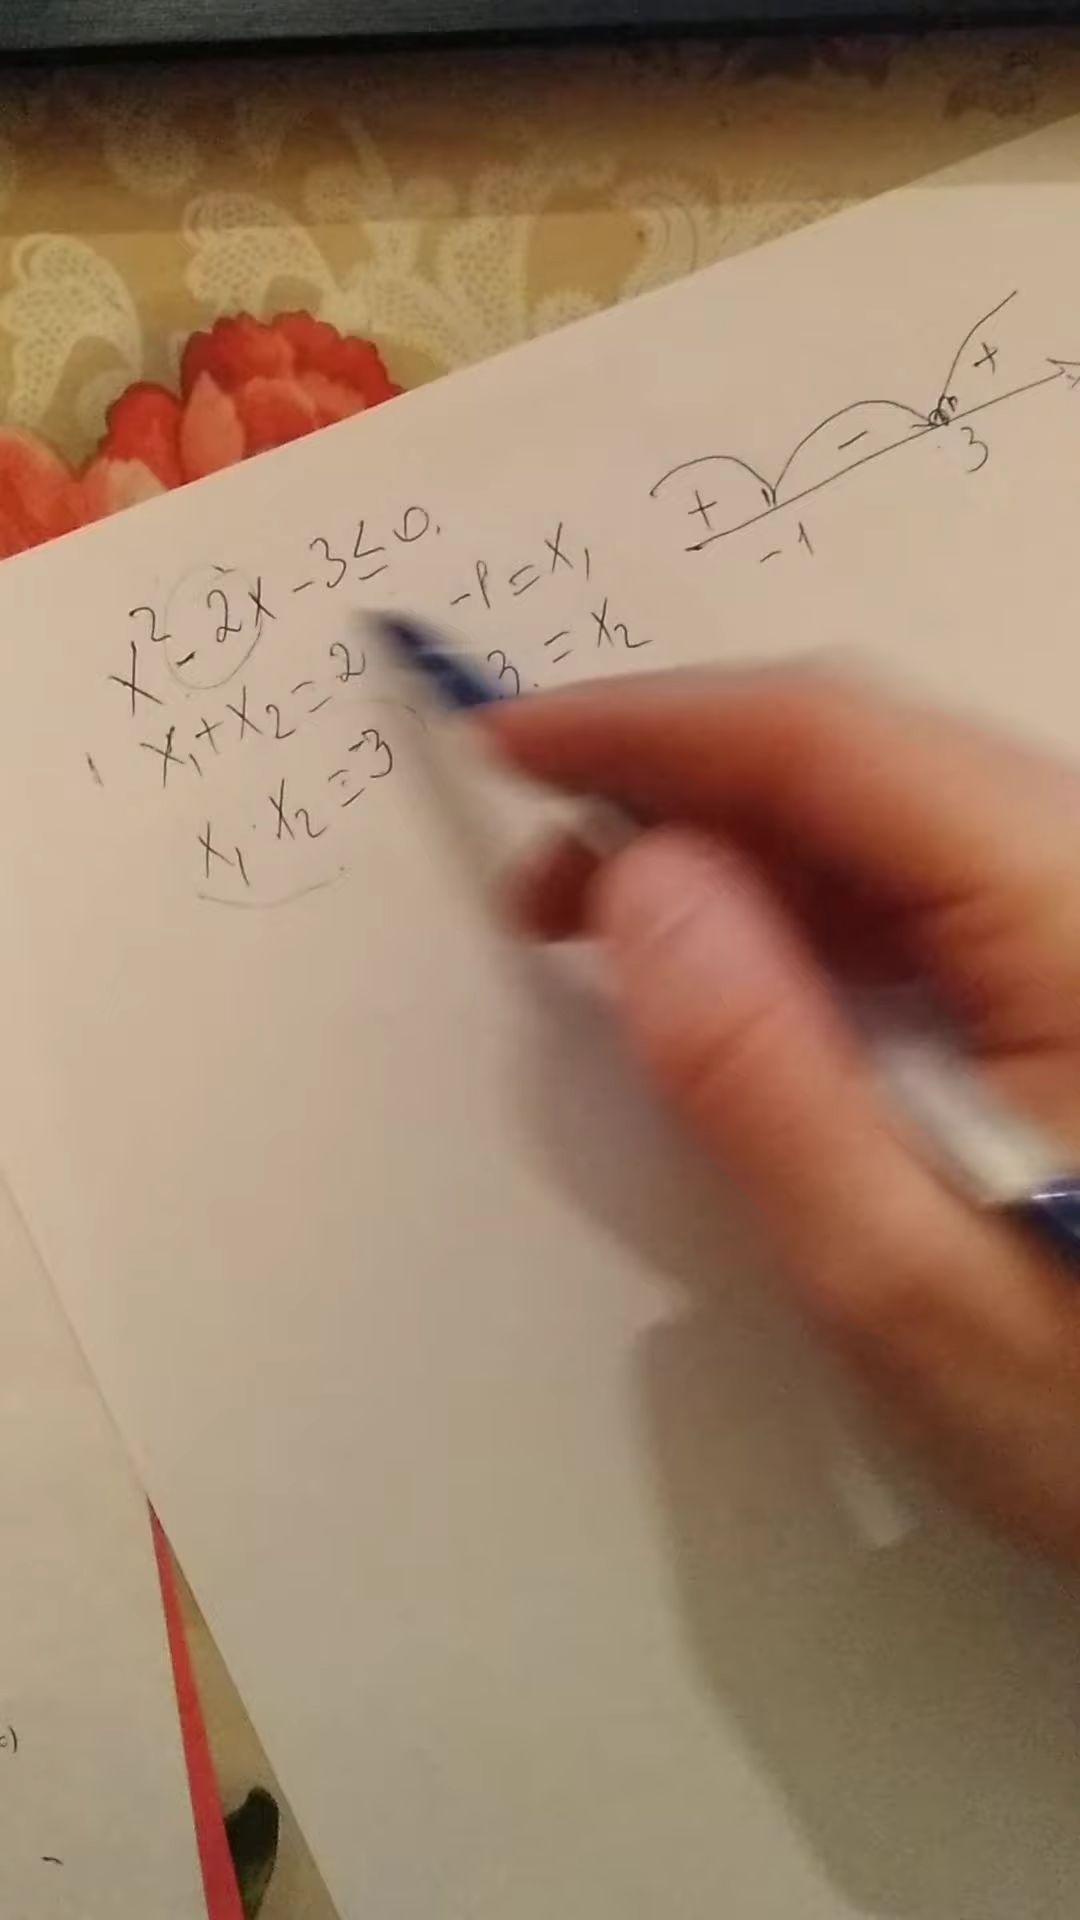 x² - 2x - 3 ≤ 0.
x₁ + x₂ = 2
x₁ · x₂ = -3
-1 = x₁
3. = x₂
+ - +
-1 3